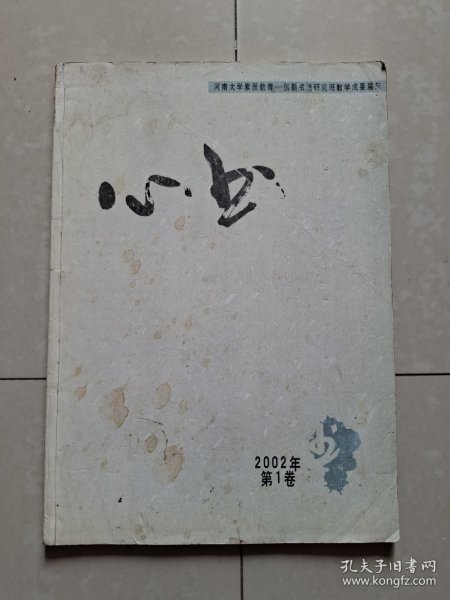 河南大学素质教育—创新书法研究班教学成果展示
心书
2002年
第1卷
孔夫子旧书网
www.kongfz.com